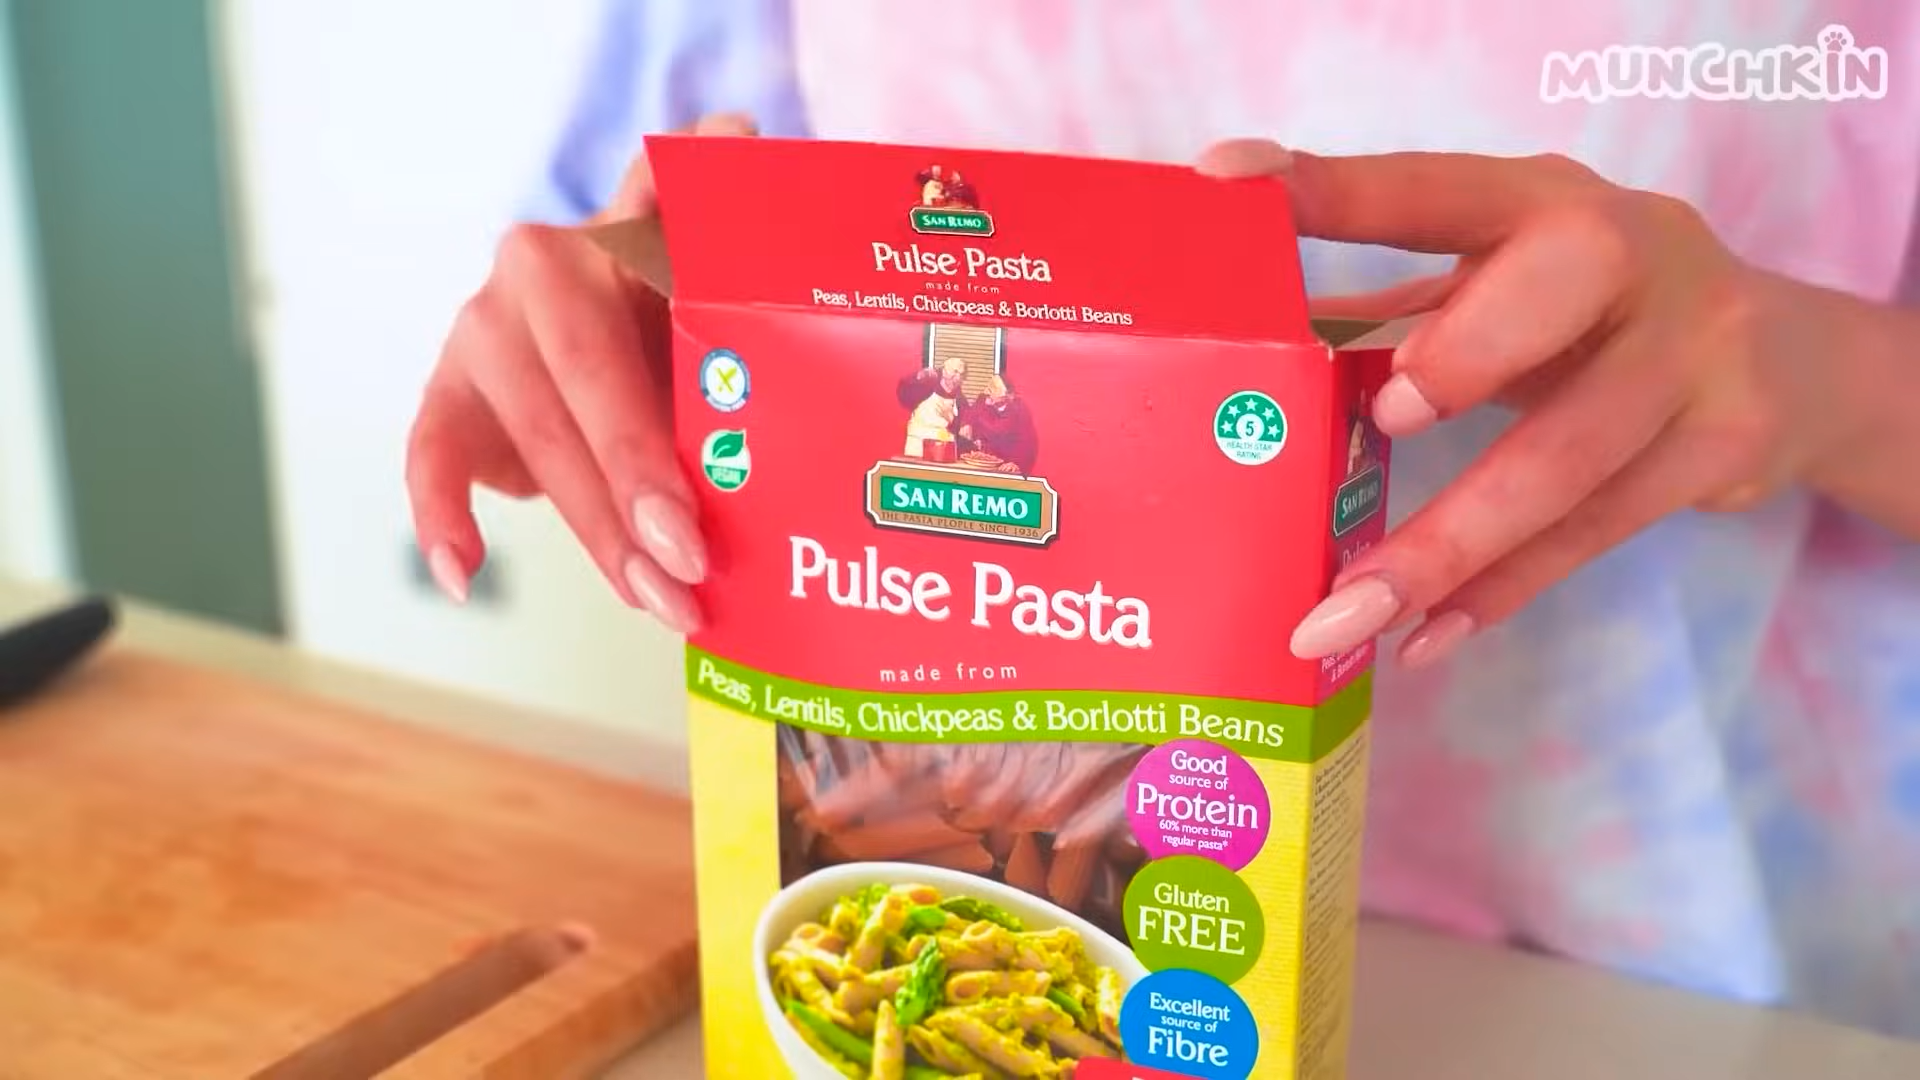 MUNCHKIN
SAN REMO
Pulse Pasta
made from
Peas, Lentils, Chickpeas & Borlotti Beans
VEGAN
5
HEALTH STAR
RATING
SAN REMO
THE PASTA PEOPLE SINCE 1936
Pulse Pasta
made from
Peas, Lentils, Chickpeas & Borlotti Beans
Good
source of
Protein
60% more than
regular pasta*
Gluten
FREE
Excellent
source of
Fibre
SAN REMO